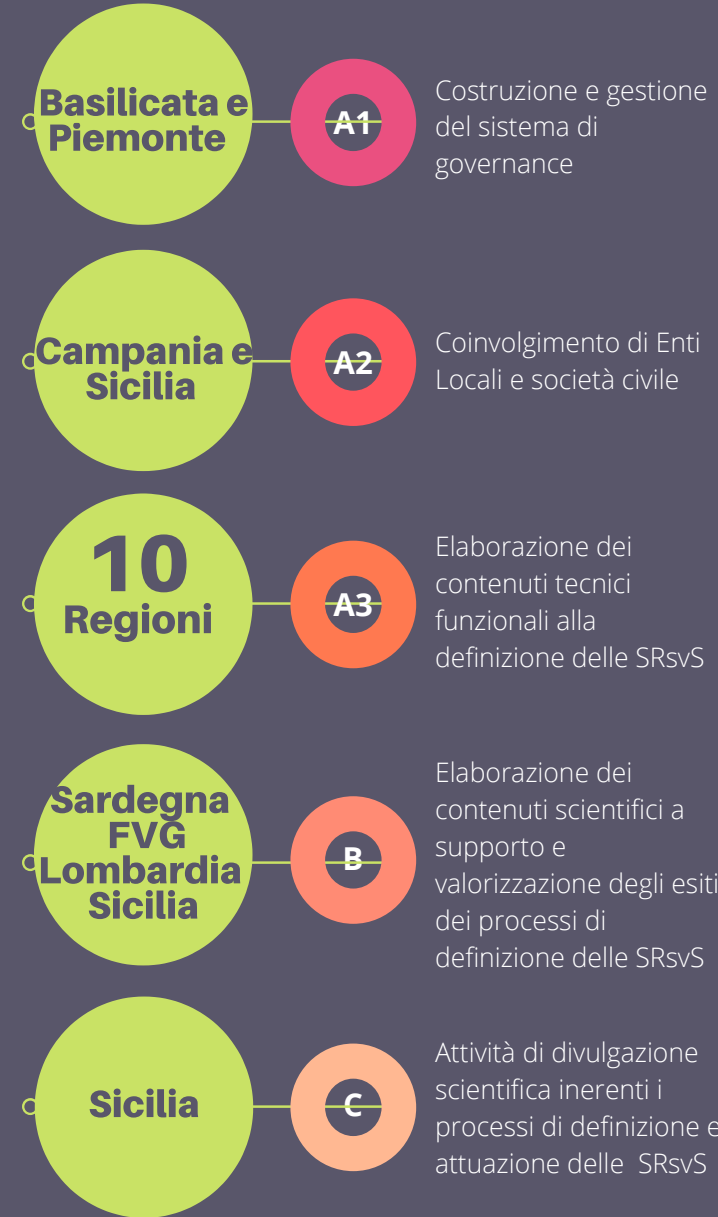 Basilicata e
Piemonte
A1
Costruzione e gestione
del sistema di
governance
Campania e
Sicilia
A2
Coinvolgimento di Enti
Locali e società civile
10
Regioni
A3
Elaborazione dei
contenuti tecnici
funzionali alla
definizione delle SRsvS
Sardegna
FVG
Lombardia
Sicilia
B
Elaborazione dei
contenuti scientifici a
supporto e
valorizzazione degli esiti
dei processi di
definizione delle SRsvS
Sicilia
C
Attività di divulgazione
scientifica inerenti i
processi di definizione e
attuazione delle SRsvS